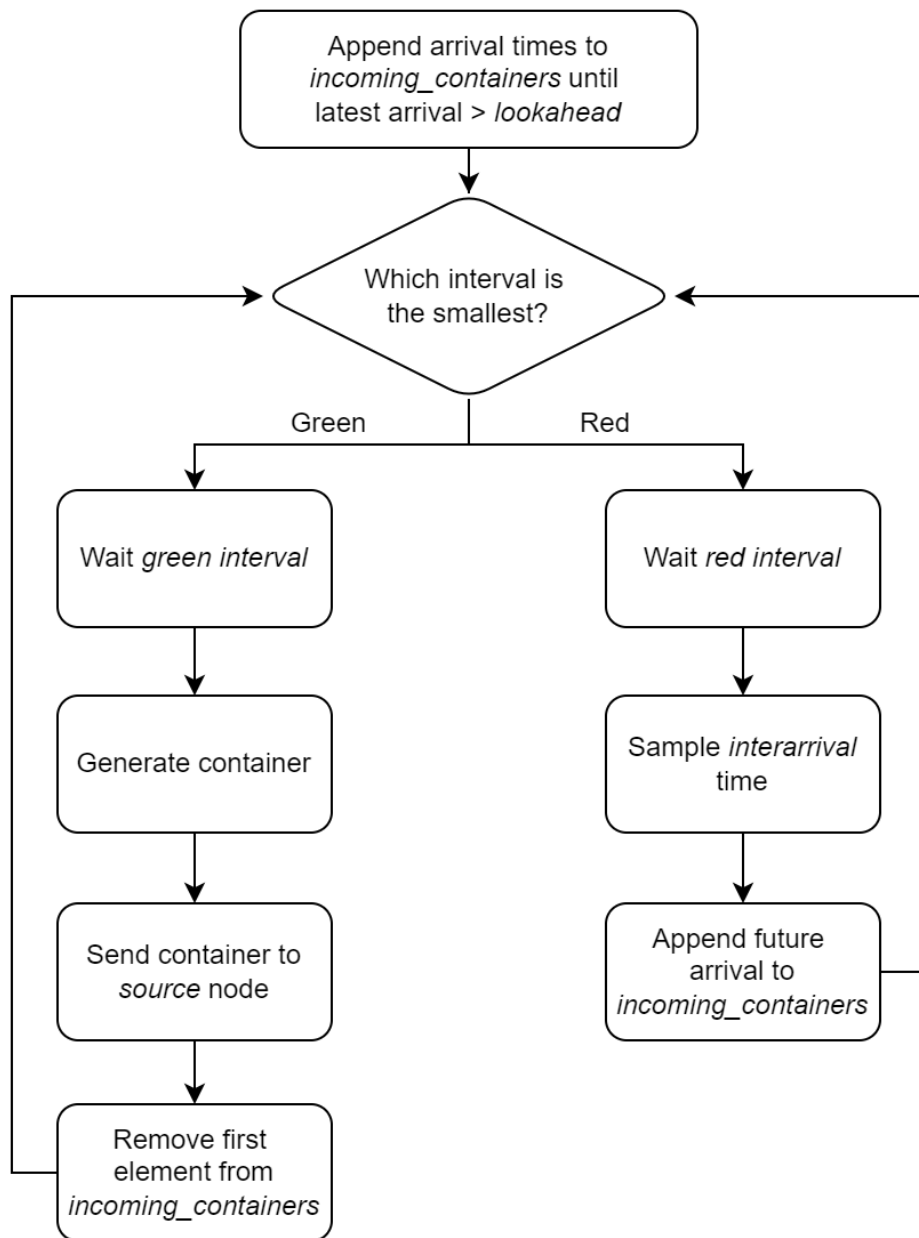 Append arrival times to
incoming_containers until
latest arrival > lookahead
Which interval is
the smallest?
Green
Red
Wait green interval
Wait red interval
Generate container
Sample interarrival
time
Send container to
source node
Append future
arrival to
incoming_containers
Remove first
element from
incoming_containers